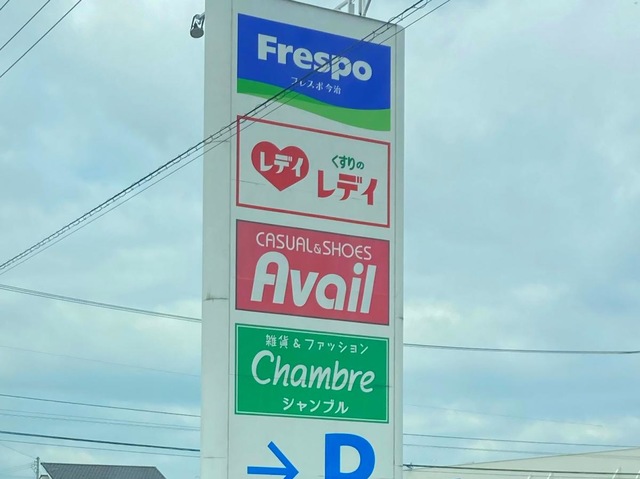 Frespo
フレスポ今治
レディ
くすりの
レディ
CASUAL&SHOES
Avail
雑貨&ファッション
Chambre
シャンブル
→ P